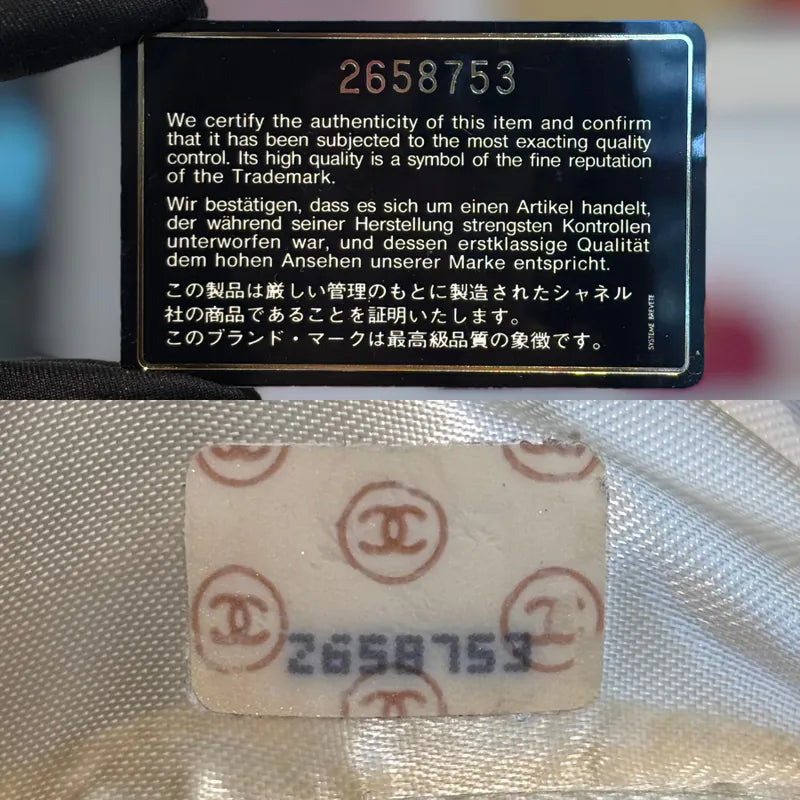 2658753
We certify the authenticity of this item and confirm
that it has been subjected to the most exacting quality
control. Its high quality is a symbol of the fine reputation
of the Trademark.
Wir bestätigen, dass es sich um einen Artikel handelt,
der während seiner Herstellung strengsten Kontrollen
unterworfen war, und dessen erstklassige Qualität
dem hohen Ansehen unserer Marke entspricht.
この製品は厳しい管理のもとに製造されたシャネル
社の商品であることを証明いたします。
このブランド・マークは最高級品質の象徴です。
SYSTEME BREVETE
2658753